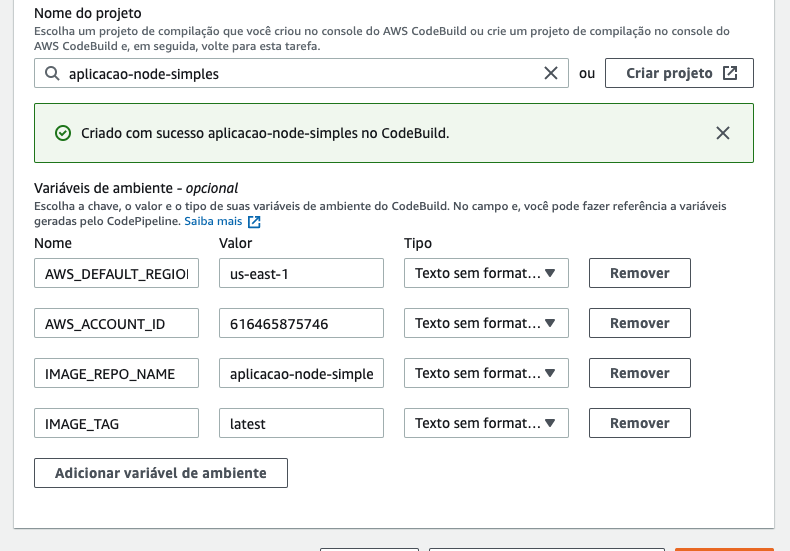 Nome do projeto
Escolha um projeto de compilação que você criou no console do AWS CodeBuild ou crie um projeto de compilação no console do
AWS CodeBuild e, em seguida, volte para esta tarefa.
aplicacao-node-simples ou Criar projeto
Criado com sucesso aplicacao-node-simples no CodeBuild.
Variáveis de ambiente - opcional
Escolha a chave, o valor e o tipo de suas variáveis de ambiente do CodeBuild. No campo e, você pode fazer referência a variáveis
geradas pelo CodePipeline. Saiba mais
Nome Valor Tipo
AWS_DEFAULT_REGION us-east-1 Texto sem format... Remover
AWS_ACCOUNT_ID 616465875746 Texto sem format... Remover
IMAGE_REPO_NAME aplicacao-node-simple Texto sem format... Remover
IMAGE_TAG latest Texto sem format... Remover
Adicionar variável de ambiente